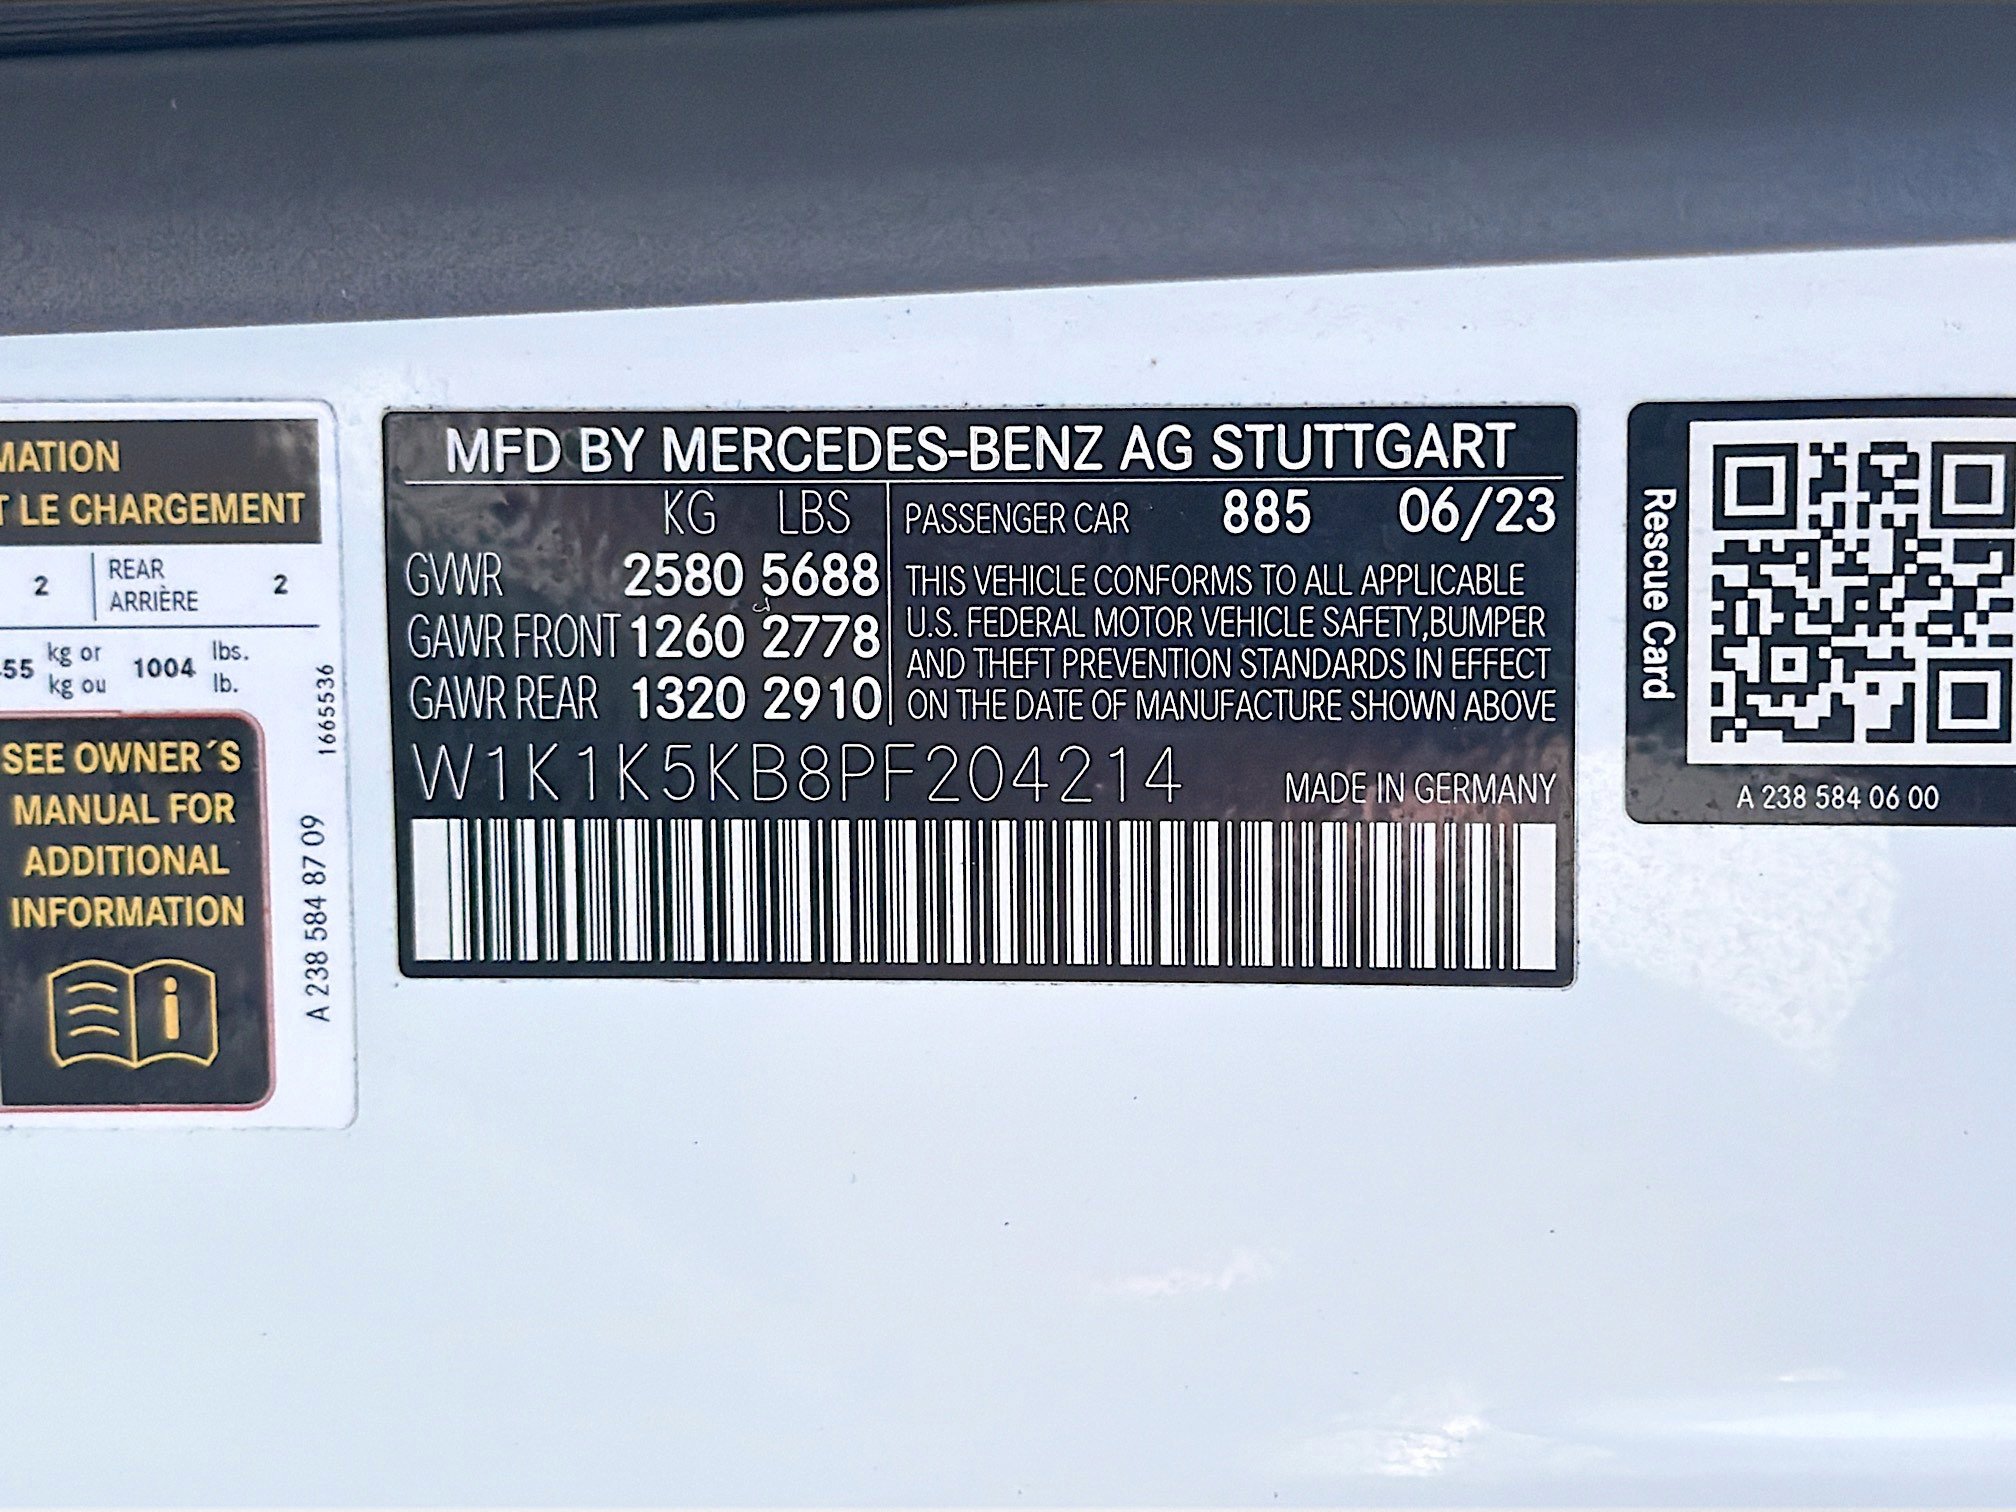 MATION
T LE CHARGEMENT
2
REAR
ARRIÈRE
2
55
kg or
kg ou
1004
lbs.
lb.
1665536
SEE OWNER´S
MANUAL FOR
ADDITIONAL
INFORMATION
A 238 584 87 09
MFD BY MERCEDES-BENZ AG STUTTGART
KG LBS
GVWR 2580 5688
GAWR FRONT 1260 2778
GAWR REAR 1320 2910
PASSENGER CAR 885 06/23
THIS VEHICLE CONFORMS TO ALL APPLICABLE
U.S. FEDERAL MOTOR VEHICLE SAFETY,BUMPER
AND THEFT PREVENTION STANDARDS IN EFFECT
ON THE DATE OF MANUFACTURE SHOWN ABOVE
W1K1K5KB8PF204214
MADE IN GERMANY
Rescue Card
A 238 584 06 00